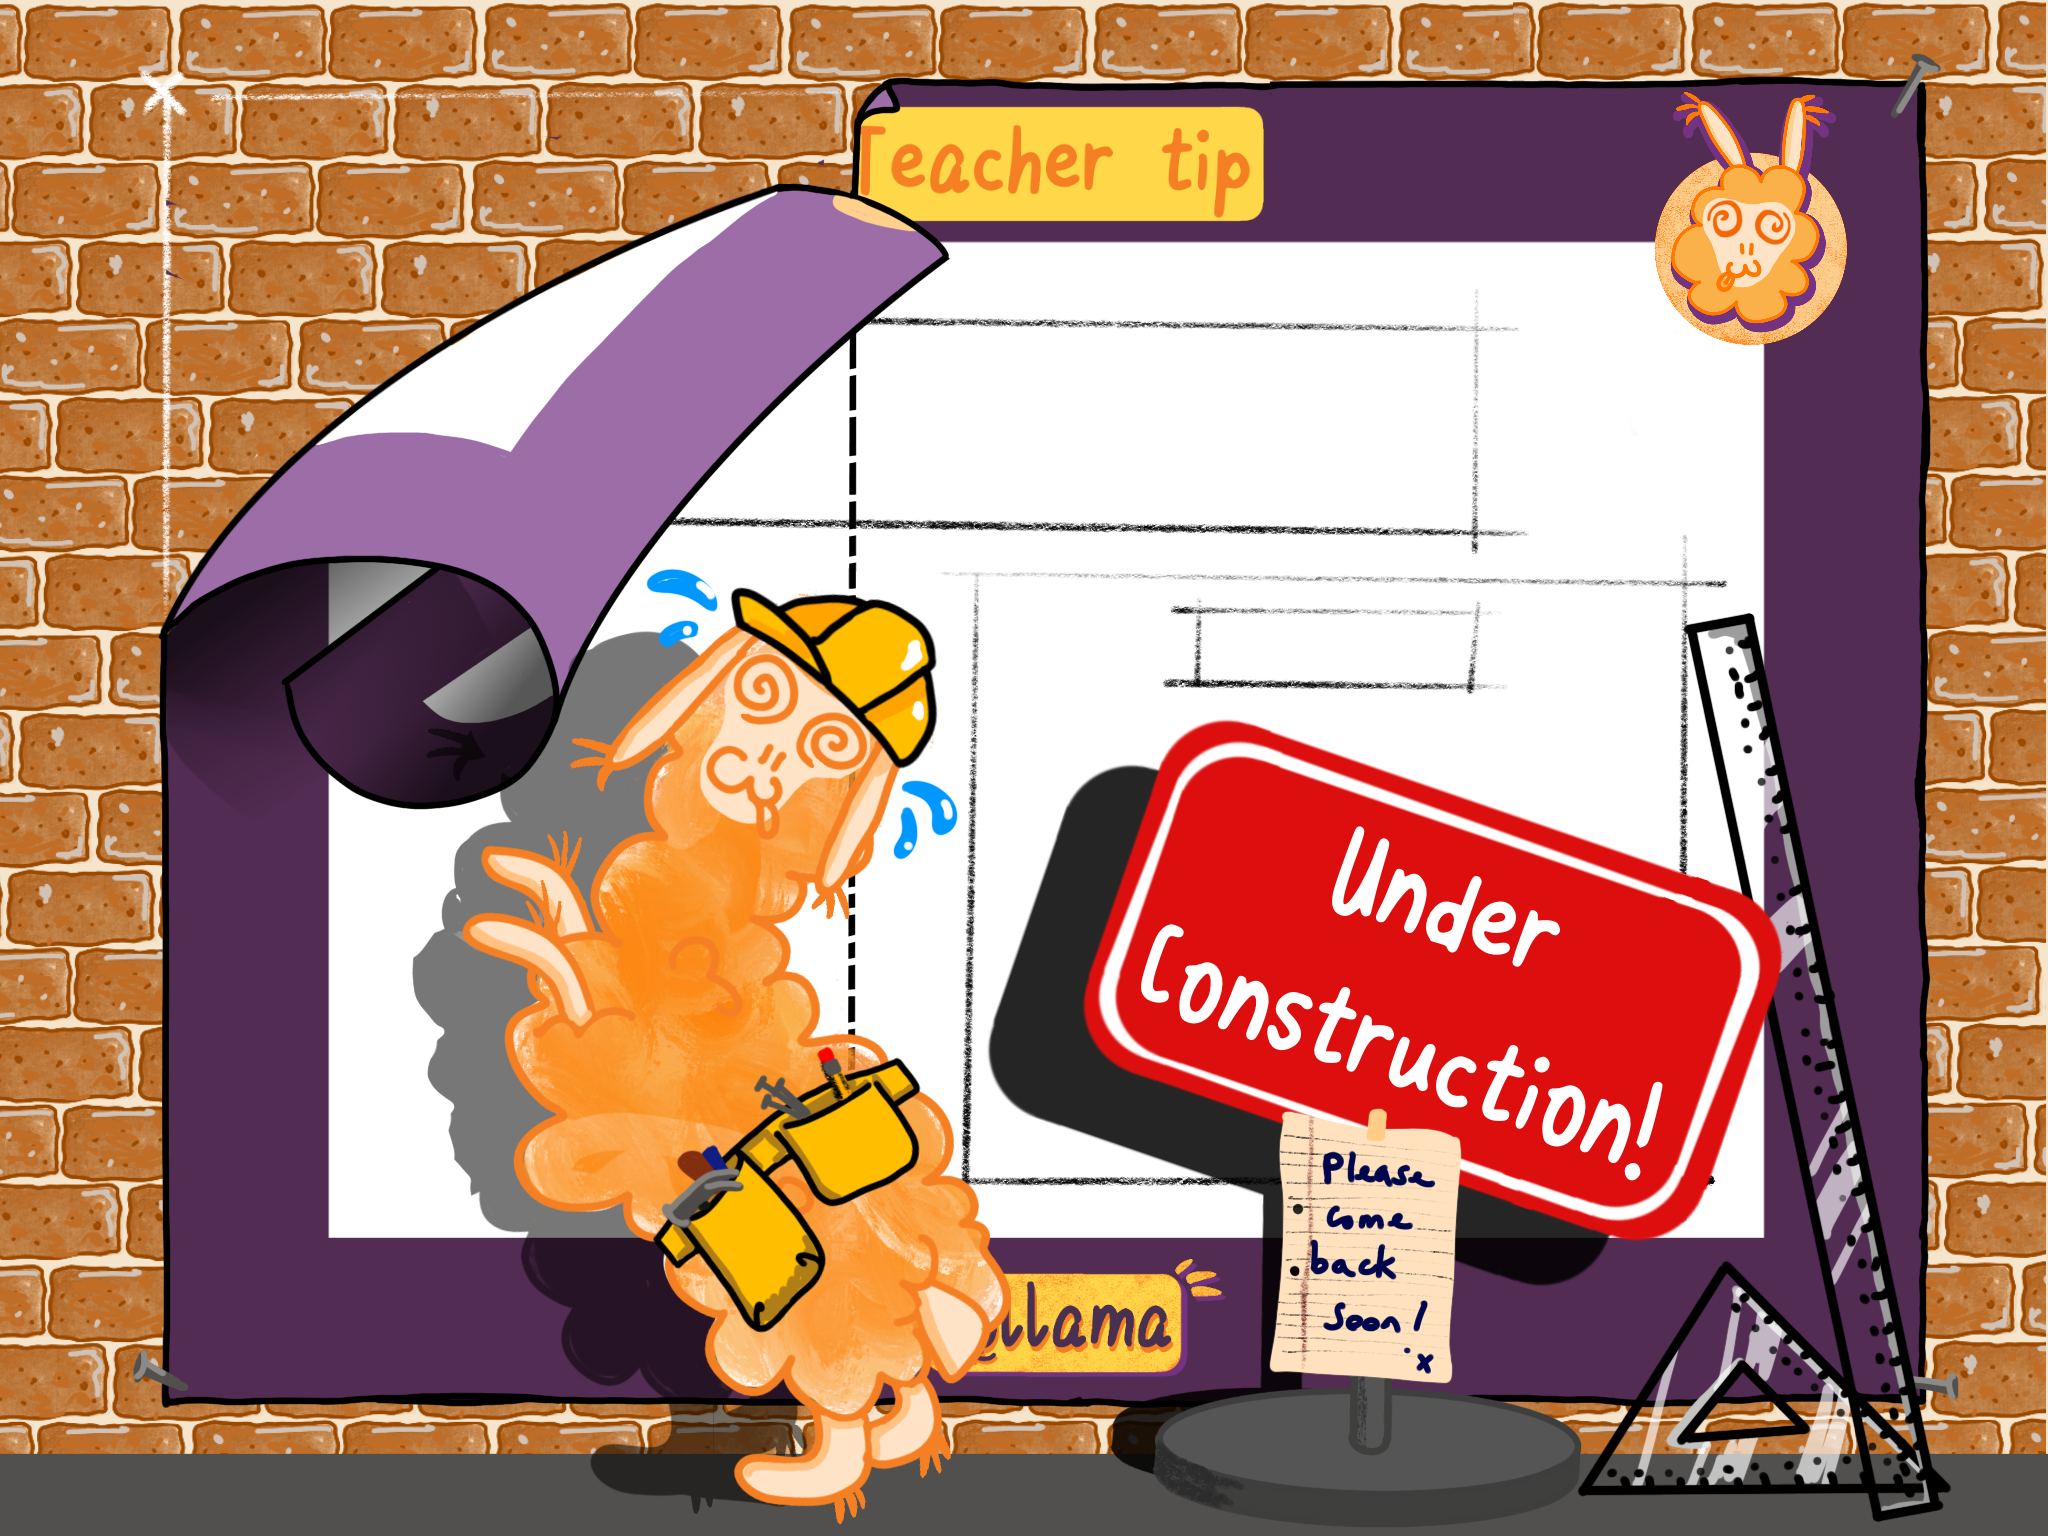 Teacher tip
Under
Construction!
Please
come
back
soon!
x
llama